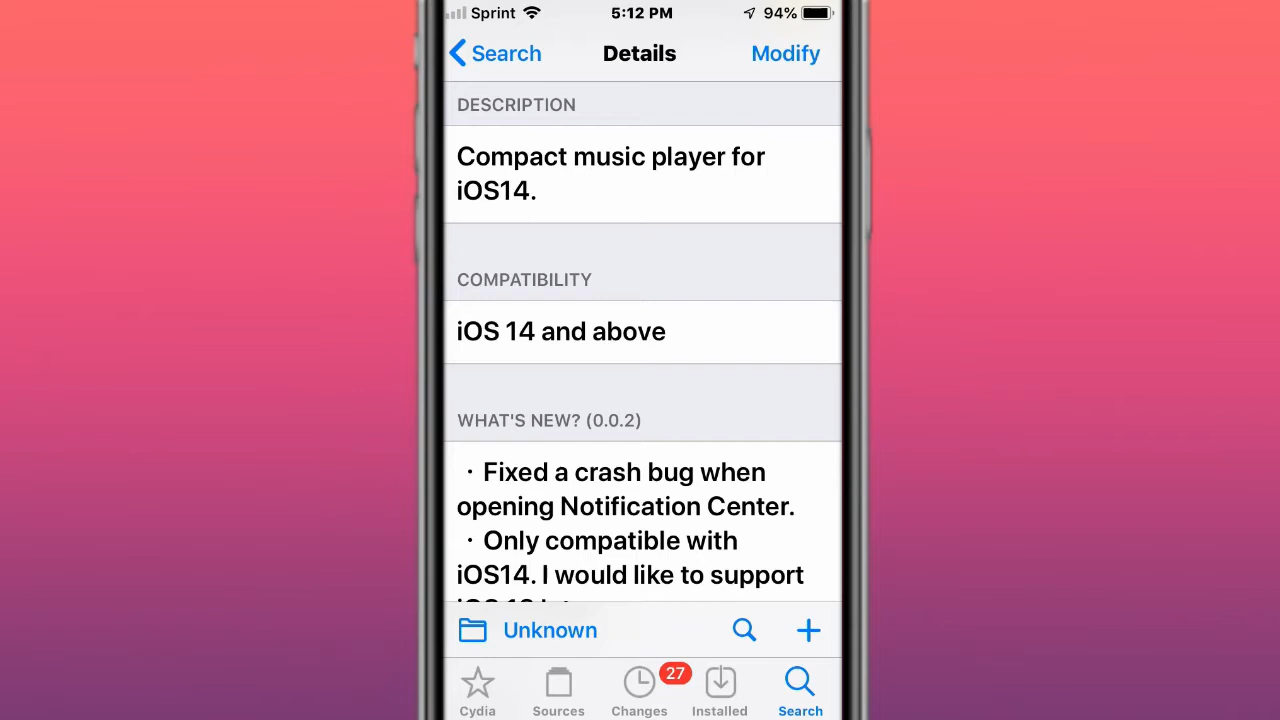 Sprint 5:12 PM 94%
Search Details Modify
DESCRIPTION
Compact music player for
iOS14.
COMPATIBILITY
iOS 14 and above
WHAT'S NEW? (0.0.2)
· Fixed a crash bug when
opening Notification Center.
· Only compatible with
iOS14. I would like to support
Unknown
27
Cydia Sources Changes Installed Search